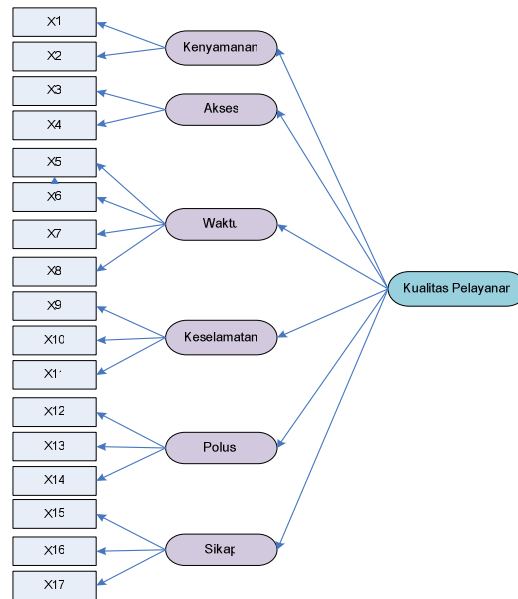 X1
X2
Kenyamanan
X3
X4
Akses
X5
X6
X7
X8
Waktu
Kualitas Pelayanan
X9
X10
X11
Keselamatan
X12
X13
X14
Polus
X15
X16
X17
Sikap